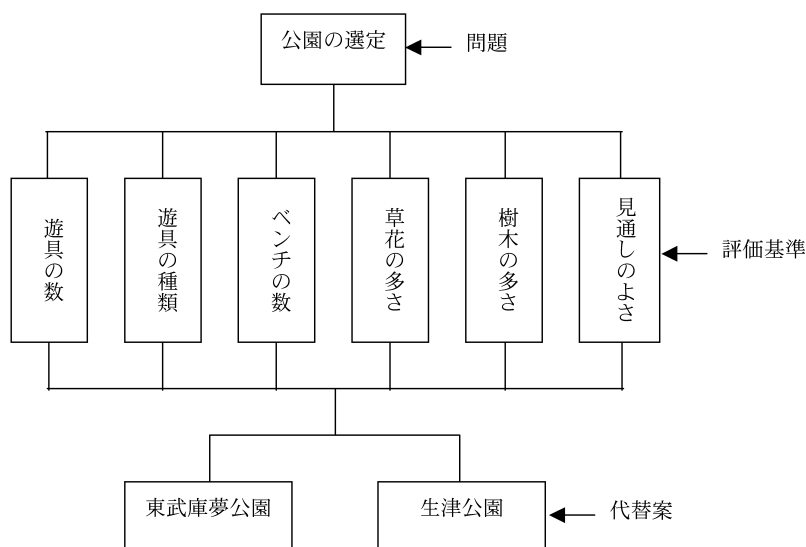 公園の選定
問題
遊具の数
遊具の種類
ベンチの数
草花の多さ
樹木の多さ
見通しのよさ
評価基準
東武庫夢公園
生津公園
代替案